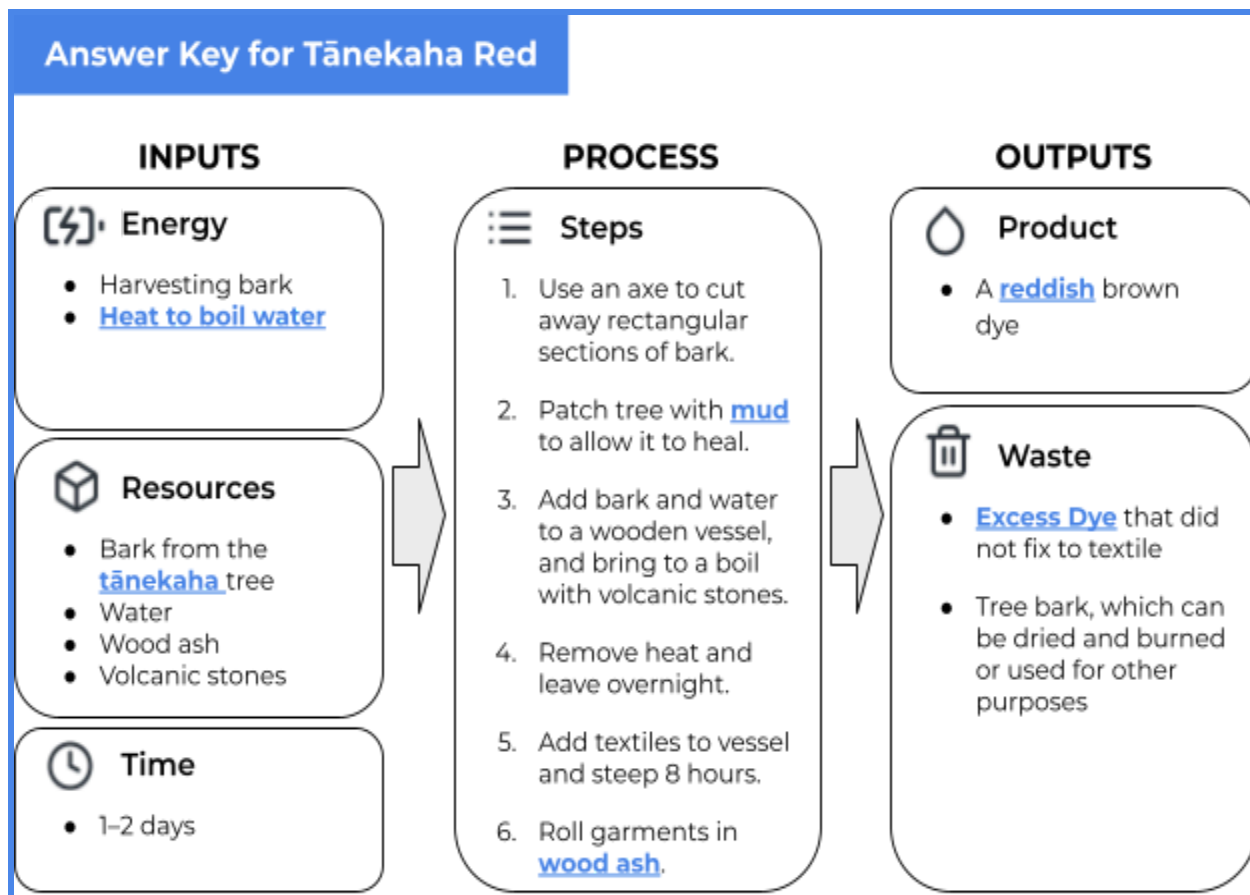 Answer Key for Tānekaha Red
INPUTS
Energy
● Harvesting bark
● Heat to boil water
Resources
● Bark from the
tānekaha tree
● Water
● Wood ash
● Volcanic stones
Time
● 1–2 days
PROCESS
Steps
1. Use an axe to cut
away rectangular
sections of bark.
2. Patch tree with mud
to allow it to heal.
3. Add bark and water
to a wooden vessel,
and bring to a boil
with volcanic stones.
4. Remove heat and
leave overnight.
5. Add textiles to vessel
and steep 8 hours.
6. Roll garments in
wood ash.
OUTPUTS
Product
● A reddish brown
dye
Waste
● Excess Dye that did
not fix to textile
● Tree bark, which can
be dried and burned
or used for other
purposes